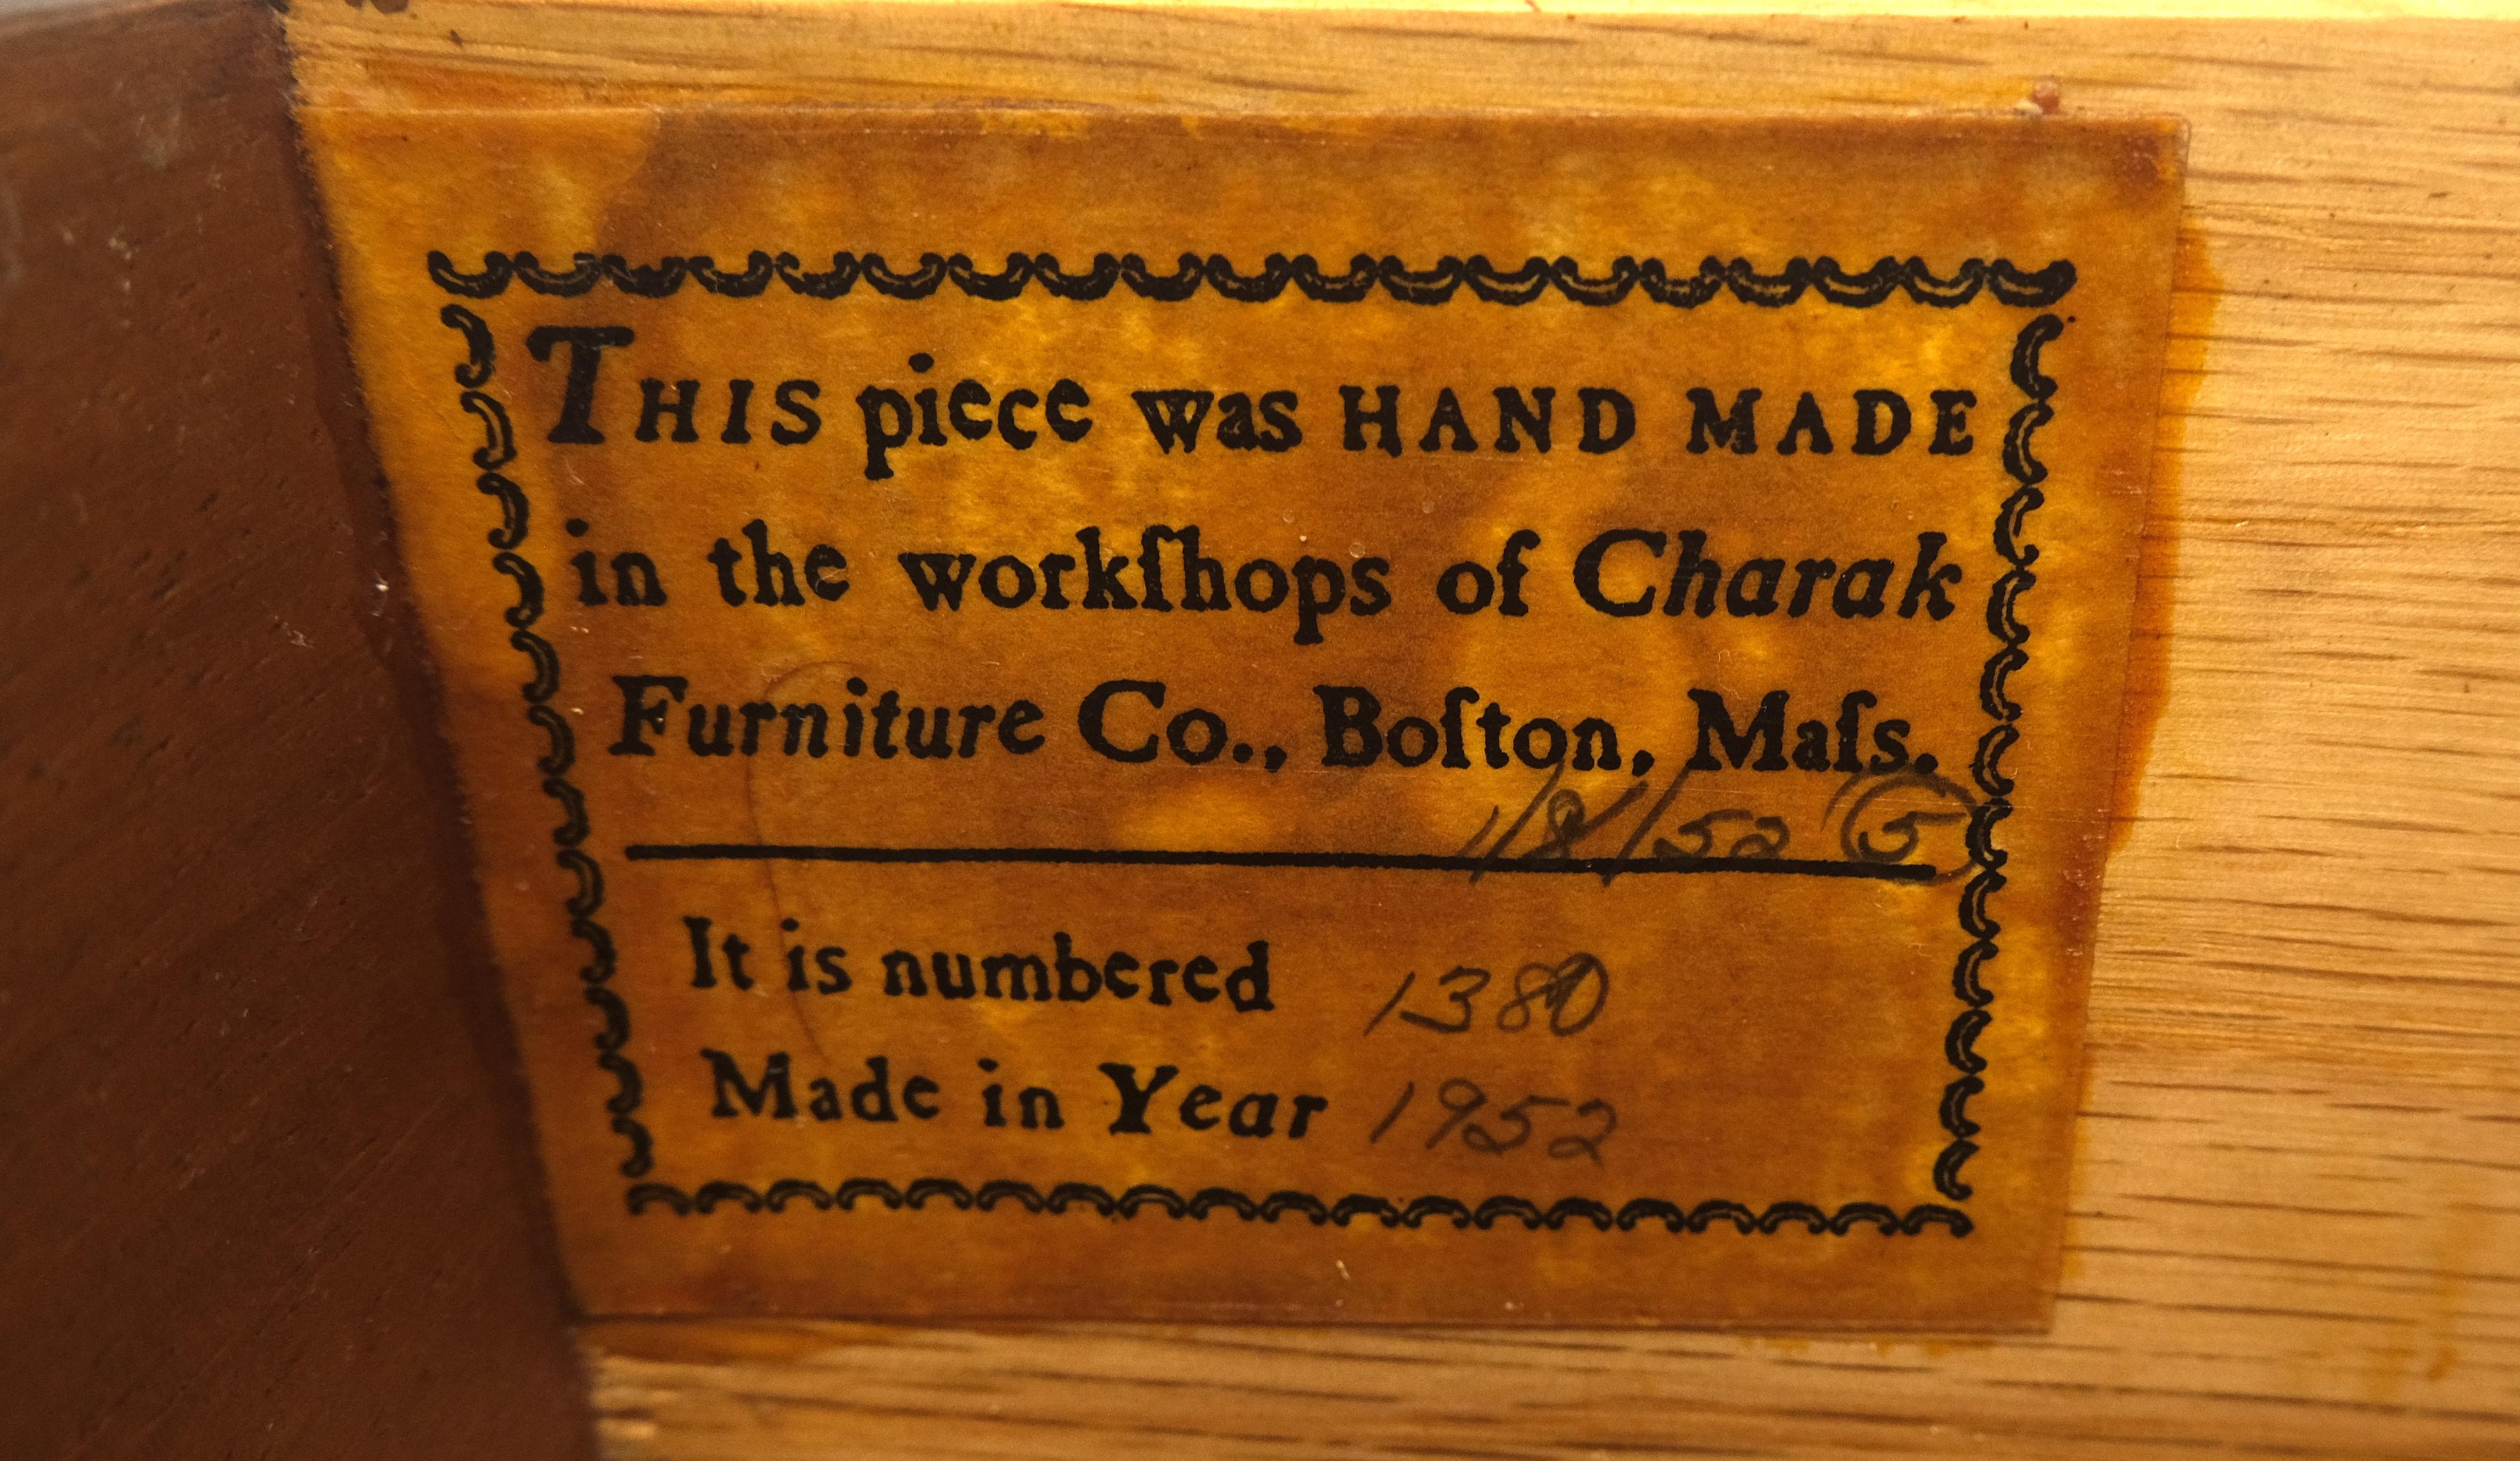 THIS piece was HAND MADE
in the workſhops of Charak
Furniture Co., Boſton, Maſs.
1/8/52 5
It is numbered 1380
Made in Year 1952